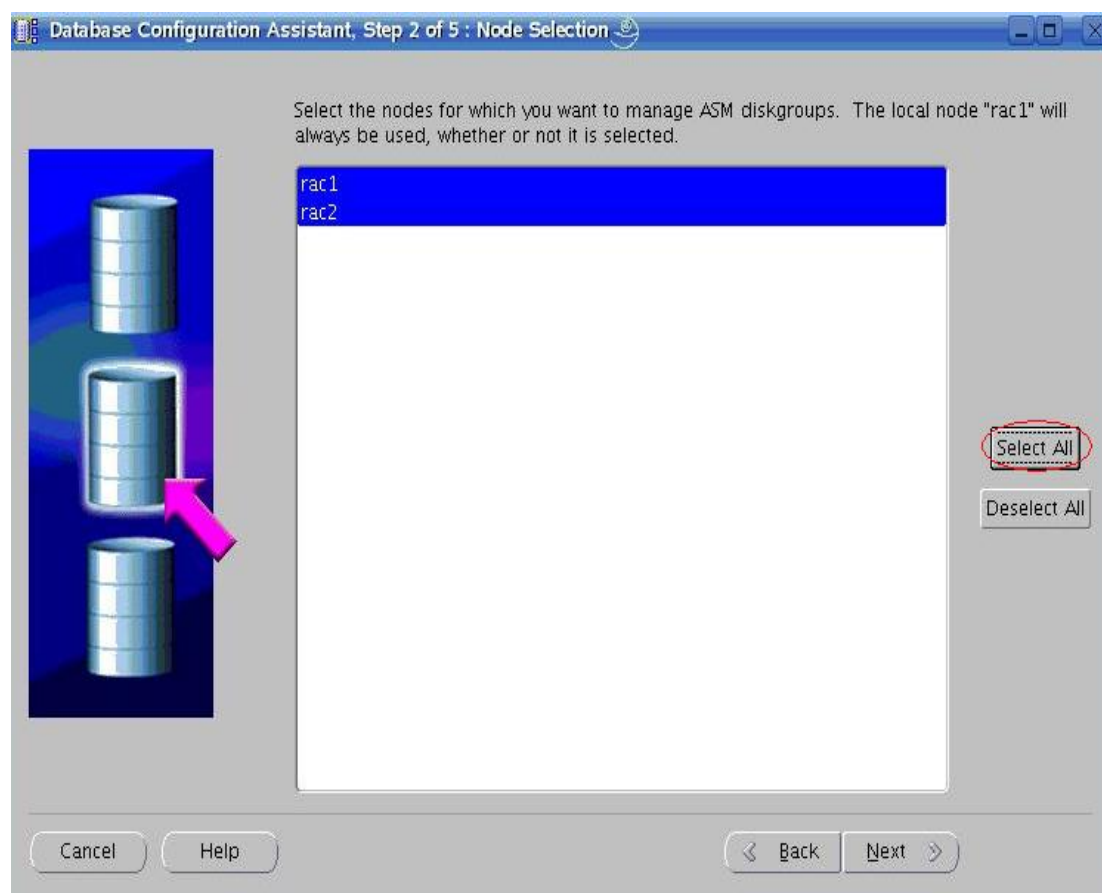 Database Configuration Assistant, Step 2 of 5 : Node Selection
Select the nodes for which you want to manage ASM diskgroups. The local node "rac1" will
always be used, whether or not it is selected.
rac1
rac2
Select All
Deselect All
Cancel
Help
Back
Next